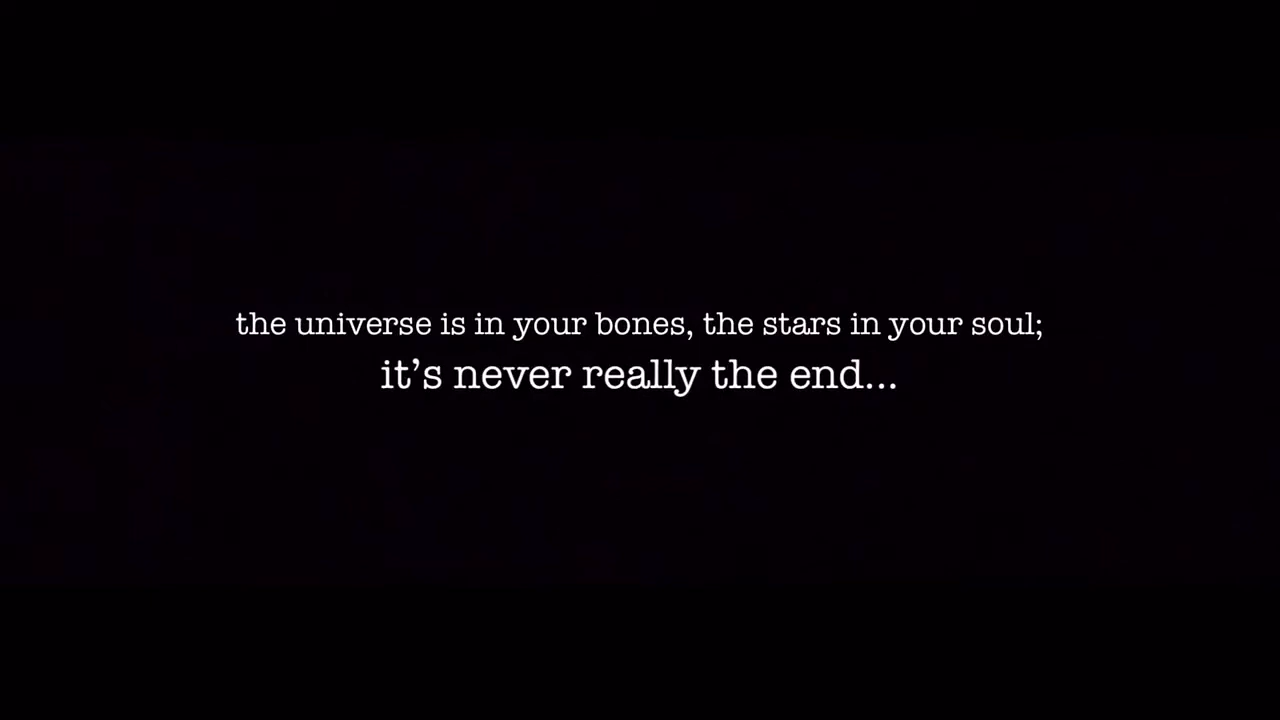 the universe is in your bones, the stars in your soul;
it’s never really the end...